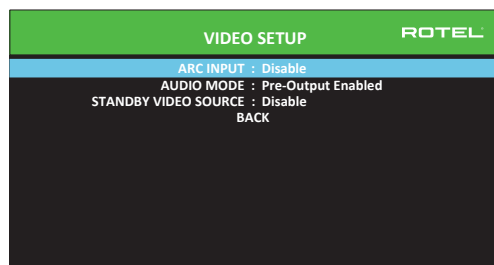 VIDEO SETUP
ROTEL
ARC INPUT : Disable
AUDIO MODE : Pre-Output Enabled
STANDBY VIDEO SOURCE : Disable
BACK